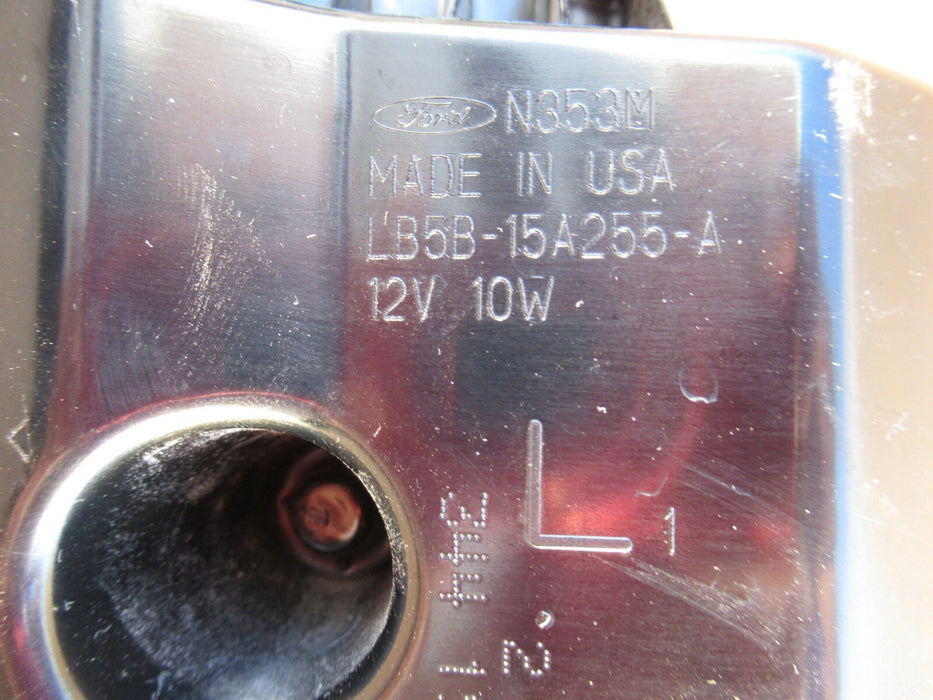 Ford N353M
MADE IN USA
LB5B-15A255-A
12V 10W
L 1